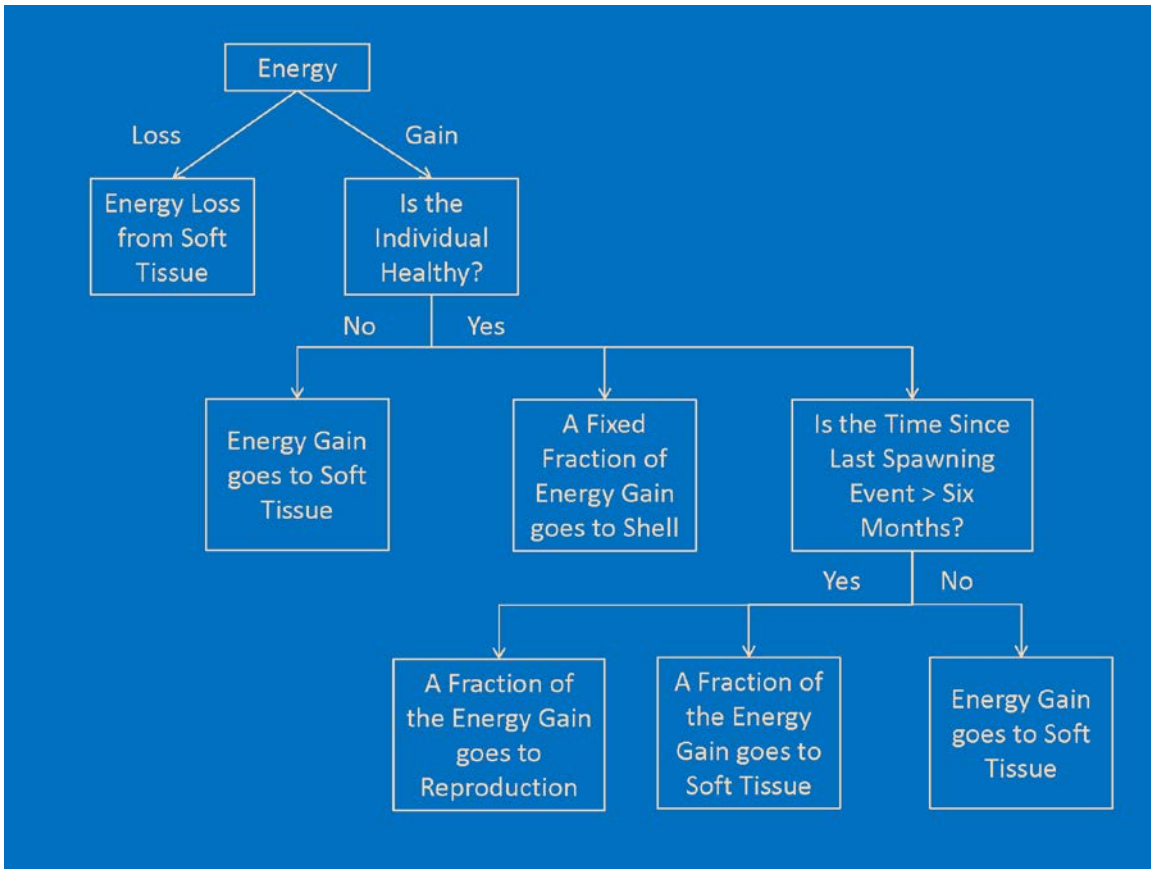 Energy
Loss
Gain
Energy Loss
from Soft
Tissue
Is the
Individual
Healthy?
No
Yes
Energy Gain
goes to Soft
Tissue
A Fixed
Fraction of
Energy Gain
goes to Shell
Is the Time Since
Last Spawning
Event > Six
Months?
Yes
No
A Fraction of
the Energy Gain
goes to
Reproduction
A Fraction of
the Energy
Gain goes to
Soft Tissue
Energy Gain
goes to Soft
Tissue